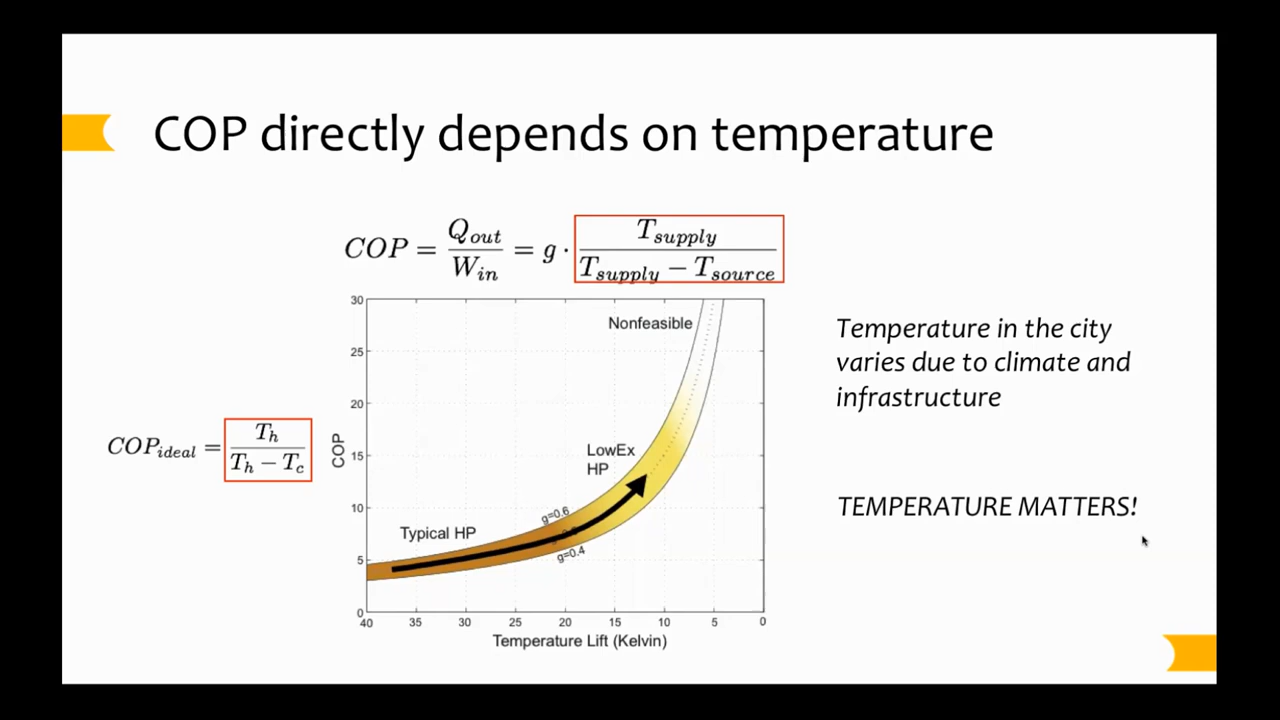 COP directly depends on temperature
COP = Q_out / W_in = g · T_supply / (T_supply − T_source)
COP_ideal = T_h / (T_h − T_c)
30
25
20
15
10
5
0
COP
Nonfeasible
LowEx
HP
Typical HP
g=0.6
g=0.4
40 35 30 25 20 15 10 5 0
Temperature Lift (Kelvin)
Temperature in the city
varies due to climate and
infrastructure
TEMPERATURE MATTERS!